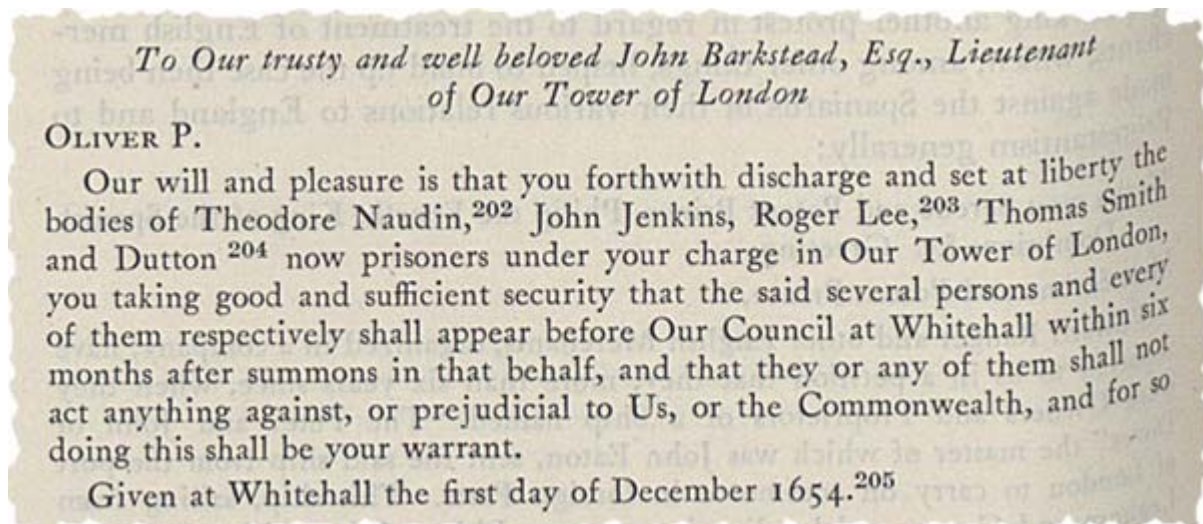 To Our trusty and well beloved John Barkstead, Esq., Lieutenant
of Our Tower of London
OLIVER P.
Our will and pleasure is that you forthwith discharge and set at liberty the
bodies of Theodore Naudin,202 John Jenkins, Roger Lee,203 Thomas Smith
and Dutton 204 now prisoners under your charge in Our Tower of London,
you taking good and sufficient security that the said several persons and every
of them respectively shall appear before Our Council at Whitehall within six
months after summons in that behalf, and that they or any of them shall not
act anything against, or prejudicial to Us, or the Commonwealth, and for so
doing this shall be your warrant.
Given at Whitehall the first day of December 1654.205